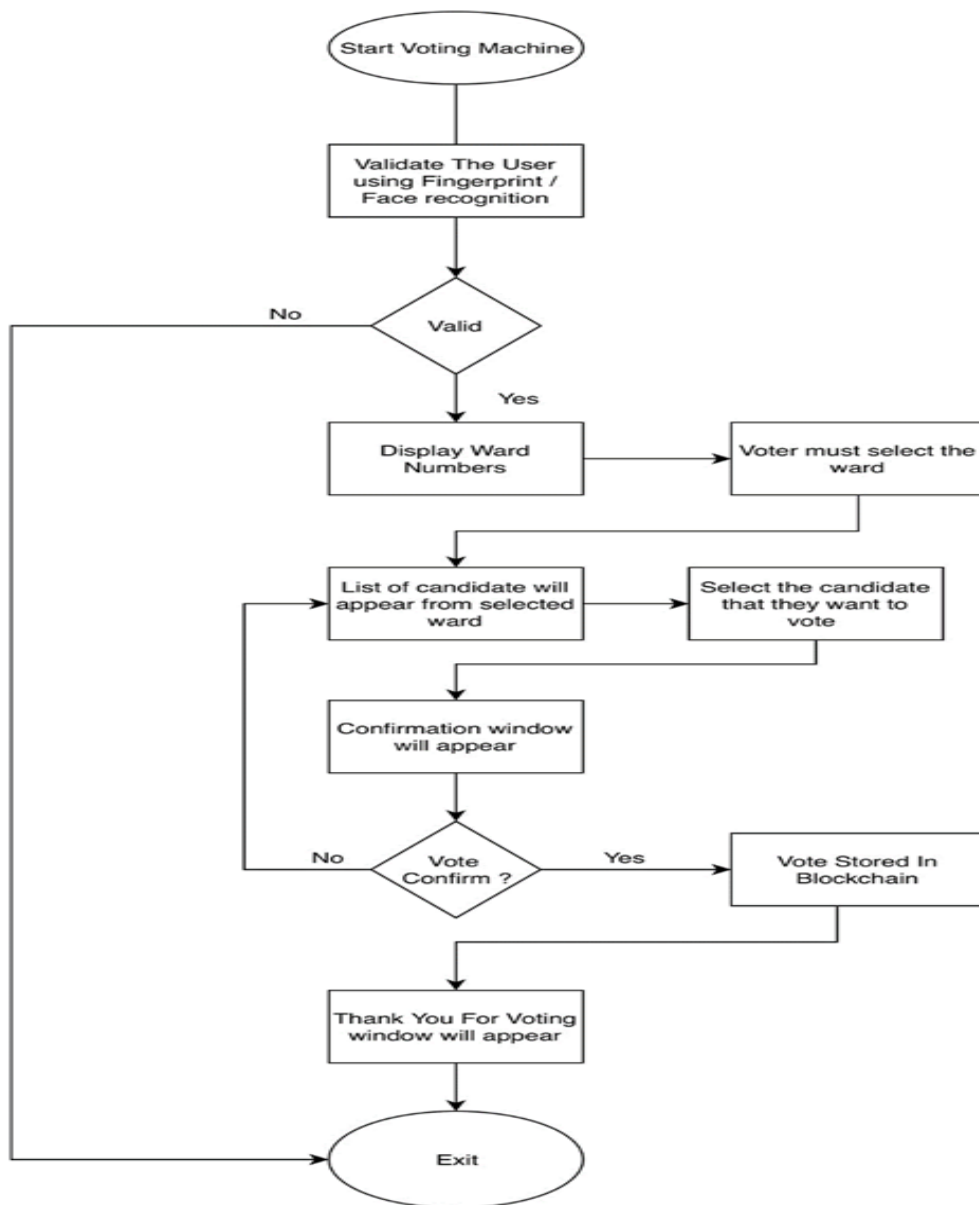 Start Voting Machine
Validate The User
using Fingerprint /
Face recognition
No
Valid
Yes
Display Ward
Numbers
Voter must select the
ward
List of candidate will
appear from selected
ward
Select the candidate
that they want to
vote
Confirmation window
will appear
No
Vote
Confirm ?
Yes
Vote Stored In
Blockchain
Thank You For Voting
window will appear
Exit